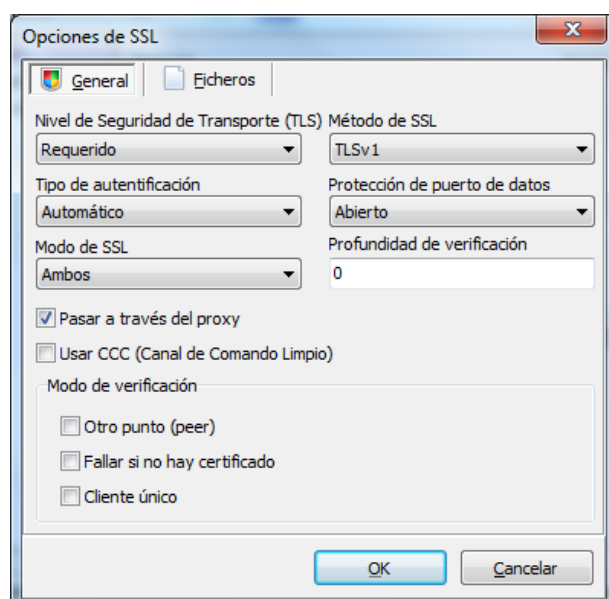 Opciones de SSL
General Ficheros
Nivel de Seguridad de Transporte (TLS) Método de SSL
Requerido TLSv1
Tipo de autentificación Protección de puerto de datos
Automático Abierto
Modo de SSL Profundidad de verificación
Ambos 0
Pasar a través del proxy
Usar CCC (Canal de Comando Limpio)
Modo de verificación
Otro punto (peer)
Fallar si no hay certificado
Cliente único
OK Cancelar